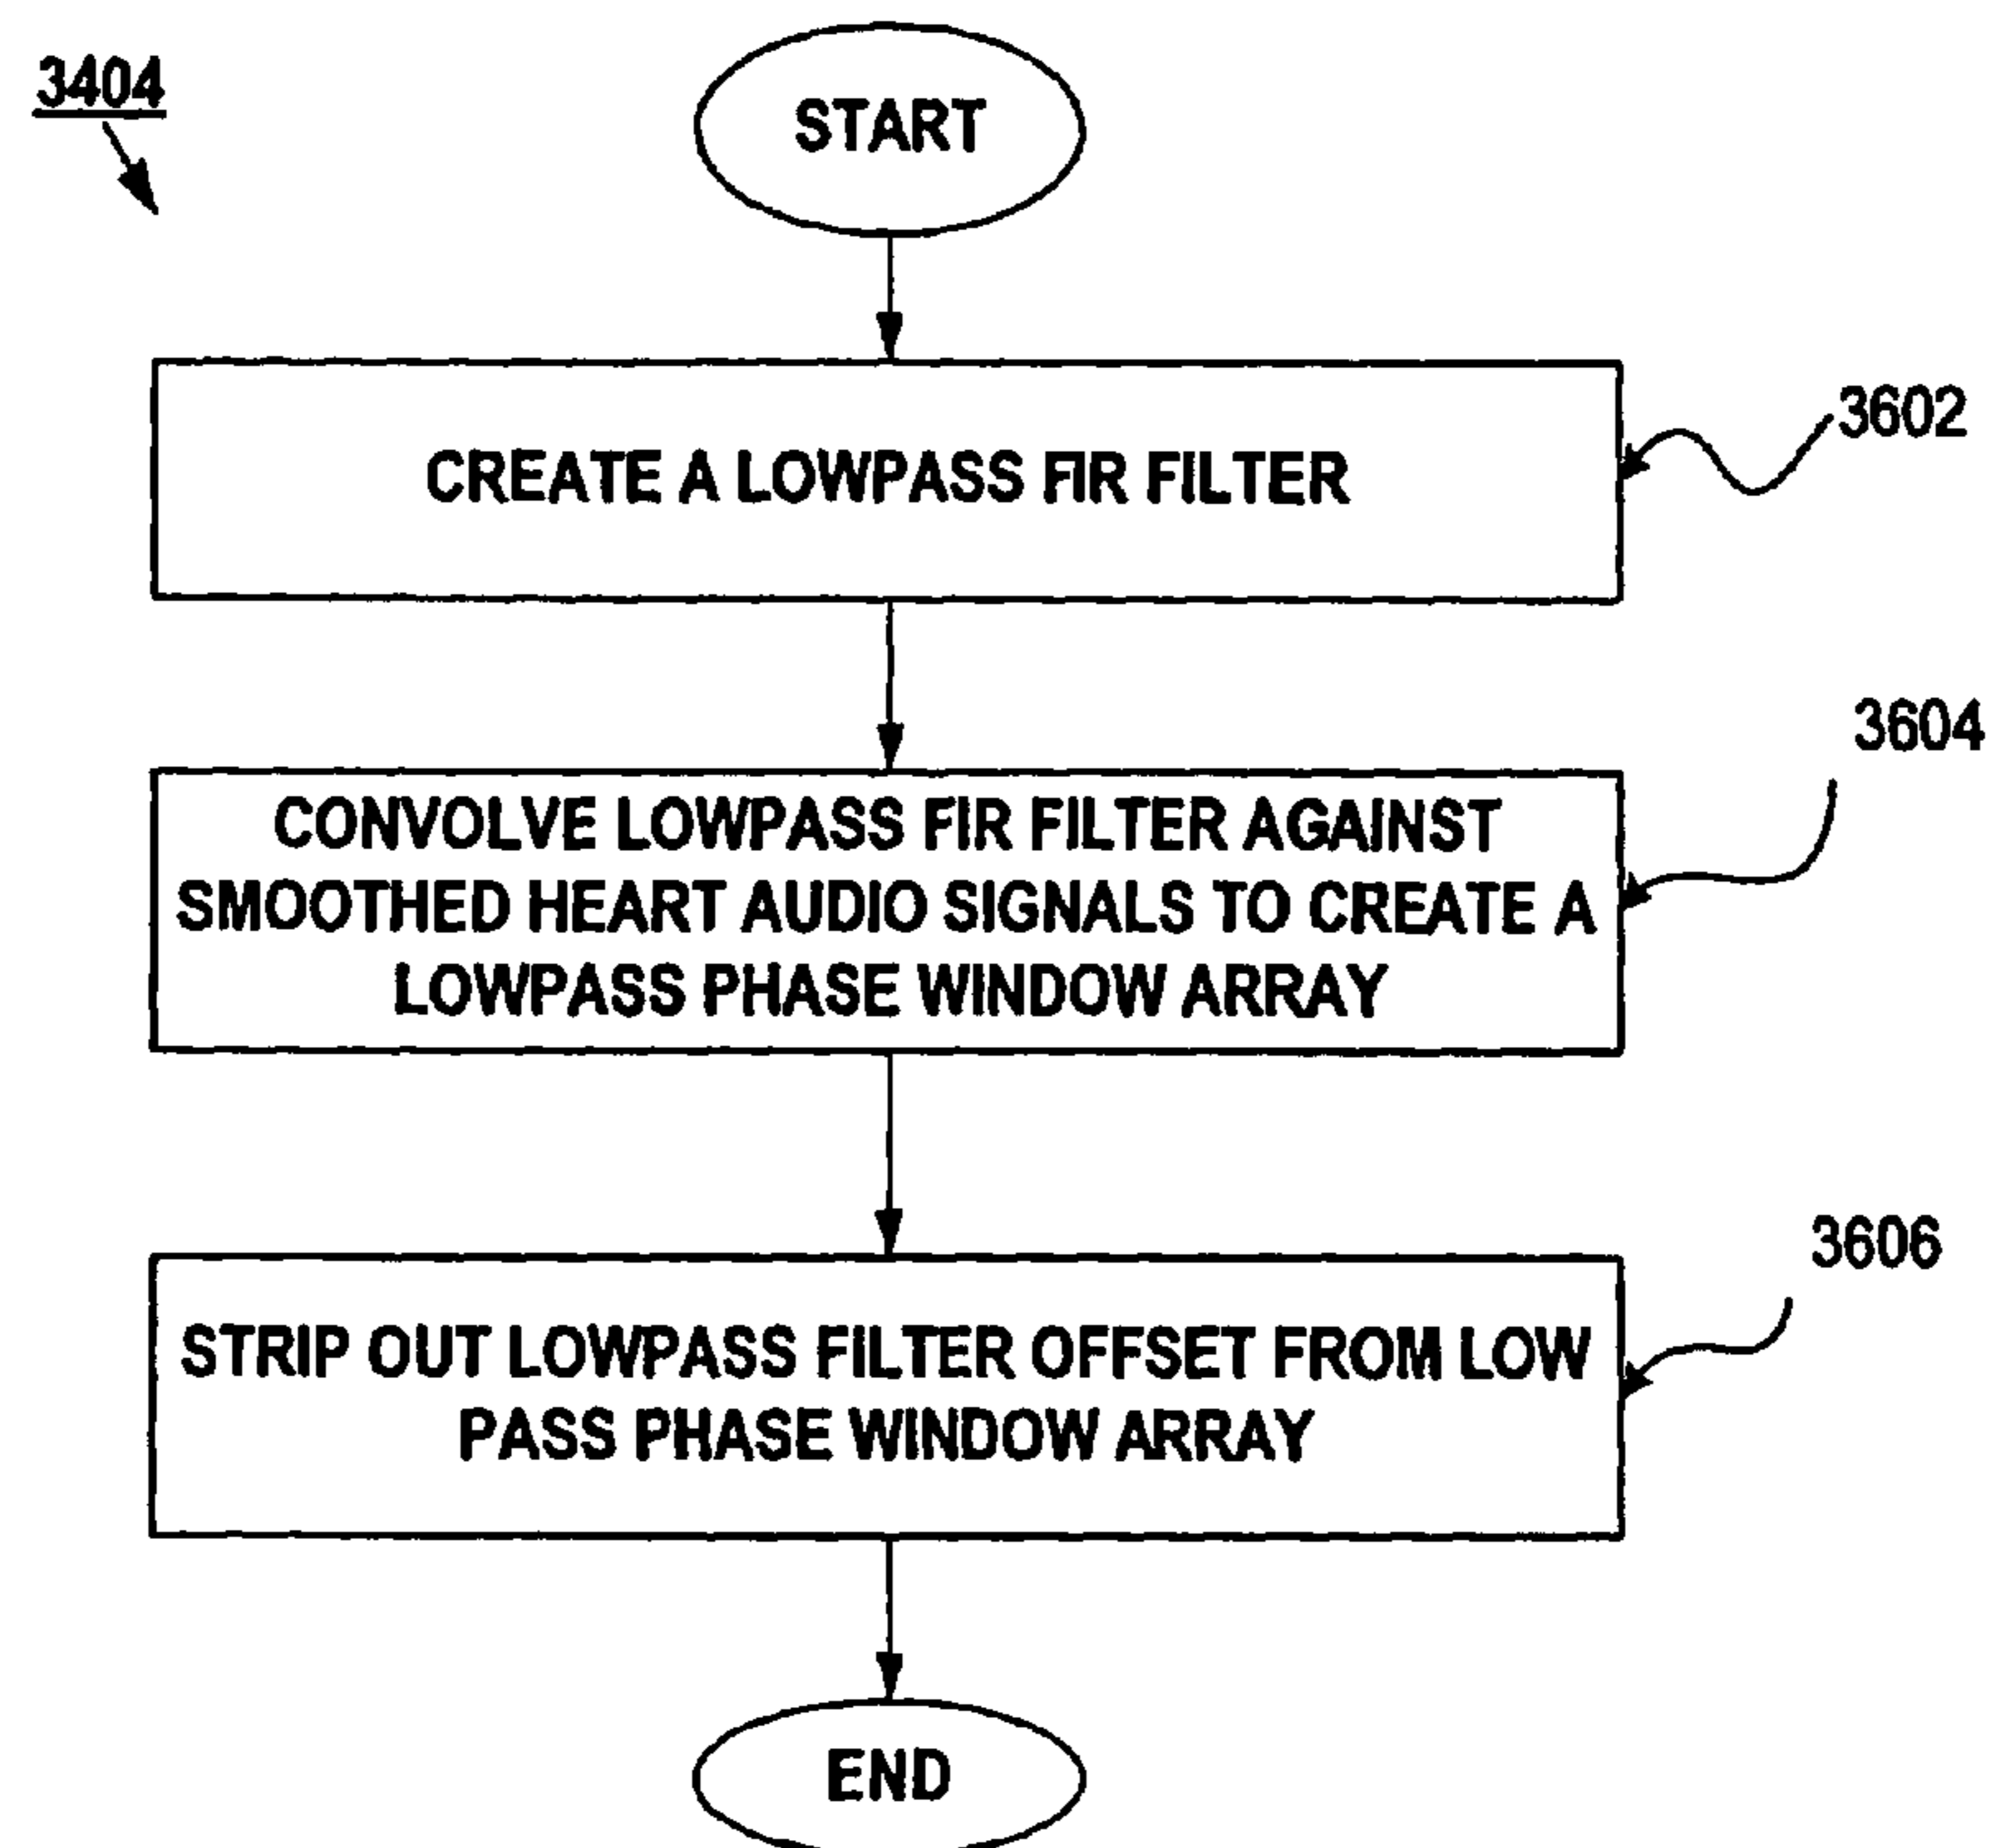 3404
START
CREATE A LOWPASS FIR FILTER
3602
3604
CONVOLVE LOWPASS FIR FILTER AGAINST
SMOOTHED HEART AUDIO SIGNALS TO CREATE A
LOWPASS PHASE WINDOW ARRAY
3606
STRIP OUT LOWPASS FILTER OFFSET FROM LOW
PASS PHASE WINDOW ARRAY
END